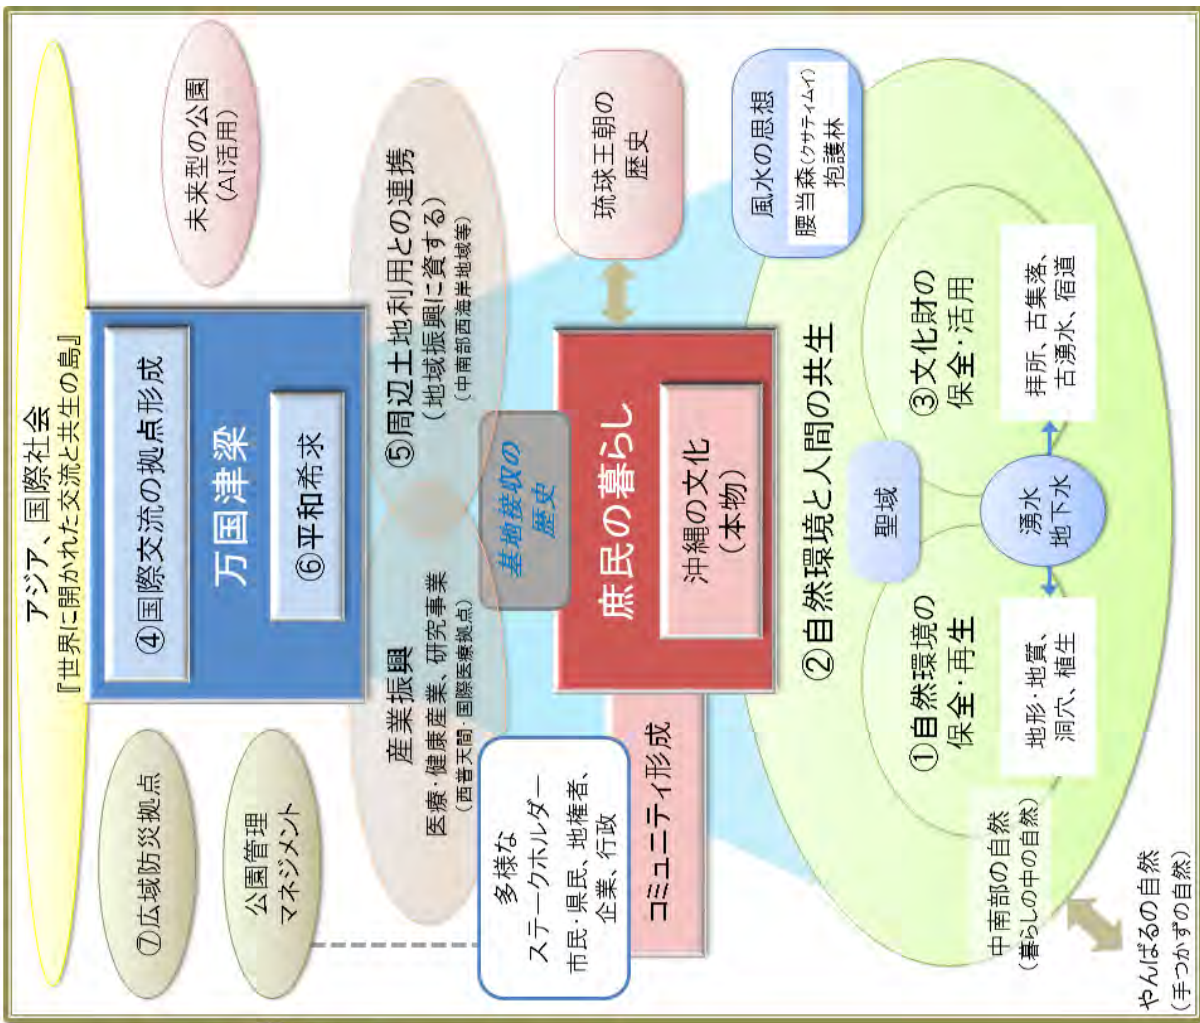 アジア、国際社会
『世界に開かれた交流と共生の島』
⑦広域防災拠点
公園管理
マネジメント
④国際交流の拠点形成
万国津梁
⑥平和希求
未来型の公園
(AI活用)
産業振興
医療・健康産業、研究事業
(西普天間・国際医療拠点)
⑤周辺土地利用との連携
(地域振興に資する)
(中南部西海岸地域等)
基地接収の
歴史
多様な
ステークホルダー
市民・県民、地権者、
企業、行政
コミュニティ形成
庶民の暮らし
沖縄の文化
(本物)
琉球王朝の
歴史
風水の思想
腰当森(クサティムイ)
抱護林
②自然環境と人間の共生
聖域
①自然環境の
保全・再生
地形・地質、
洞穴、植生
湧水
地下水
③文化財の
保全・活用
拝所、古集落、
古湧水、宿道
中南部の自然
(暮らしの中の自然)
やんばるの自然
(手つかずの自然)